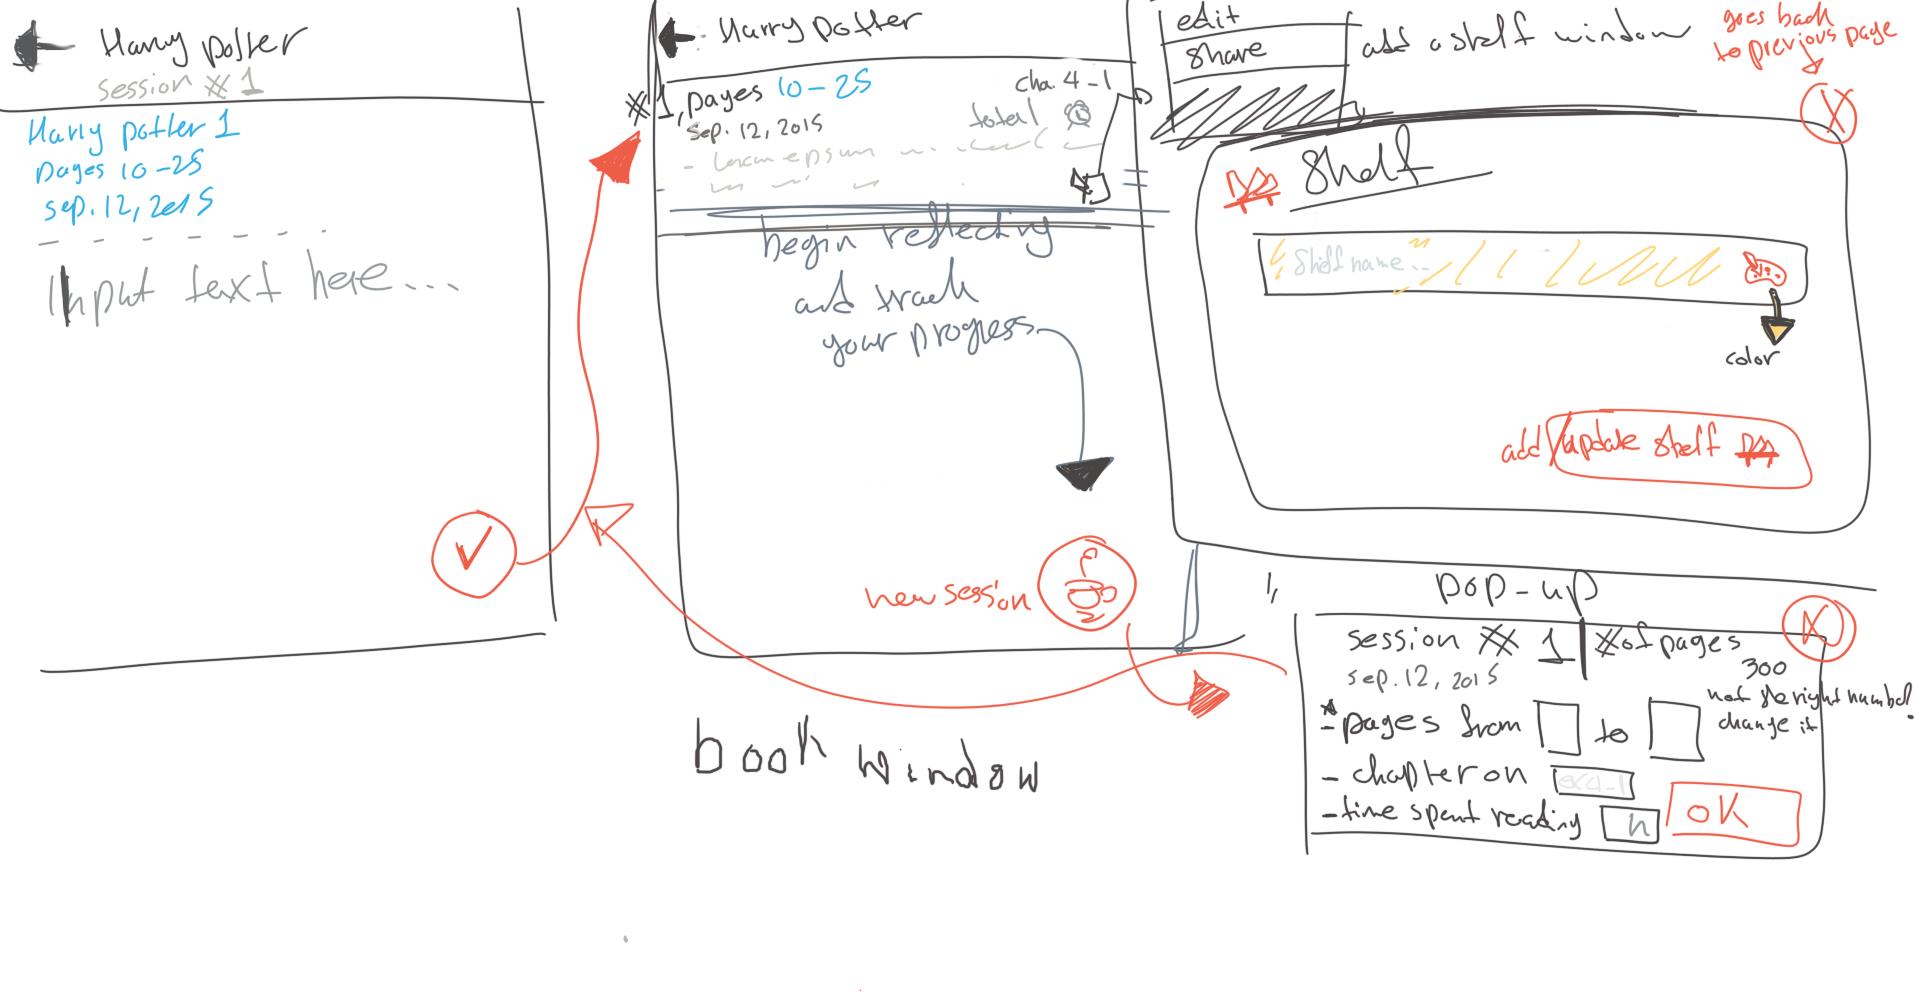 Harry potter
session # 1
Harry potter 1
pages 10-25
sep. 12, 2015
Input text here...
Harry potter
#1, pages 10-25
cha. 4-1
sep. 12, 2015
total
- Lorem epsum
begin reflecting
and track
your progress
new session
book window
edit
share
add a shelf window
goes back
to previous page
X
Shelf
Shelf name...
color
add/update shelf
1,
pop-up
X
session # 1
# of pages
sep. 12, 2015
300
not the right number
change it
* - pages from to
- chapter on
- time spent reading h
OK